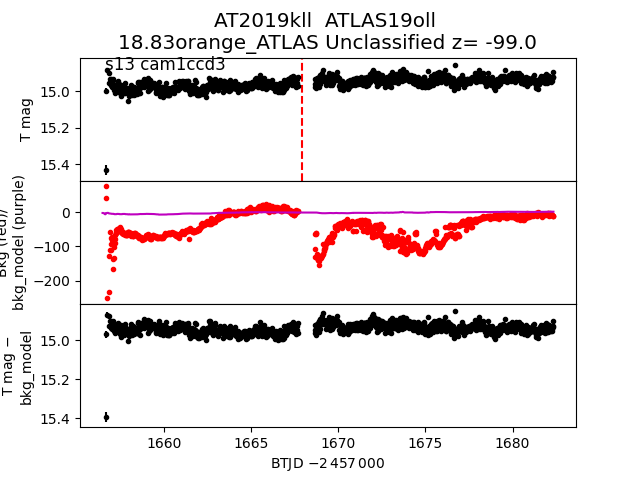 AT2019kll  ATLAS19oll
18.83orange_ATLAS Unclassified z= -99.0
s13 cam1ccd3
T mag
15.0
15.2
15.4
Bkg (red)/
bkg_model (purple)
0
−100
−200
T mag −
bkg_model
15.0
15.2
15.4
1660
1665
1670
1675
1680
BTJD −2 457 000